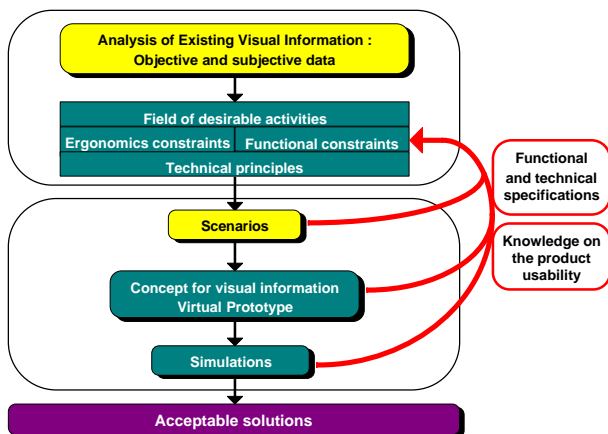 Analysis of Existing Visual Information :
Objective and subjective data
Field of desirable activities
Ergonomics constraints
Functional constraints
Technical principles
Functional
and technical
specifications
Scenarios
Knowledge on
the product
usability
Concept for visual information
Virtual Prototype
Simulations
Acceptable solutions